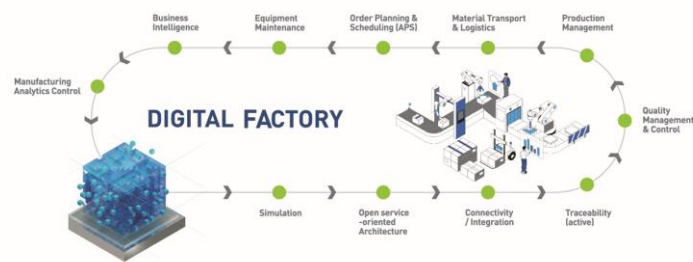 Business
Intelligence
Equipment
Maintenance
Order Planning &
Scheduling (APS)
Material Transport
& Logistics
Production
Management
Manufacturing
Analytics Control
DIGITAL FACTORY
Quality
Management
& Control
Simulation
Open service
-oriented
Architecture
Connectivity
/ Integration
Traceability
(active)